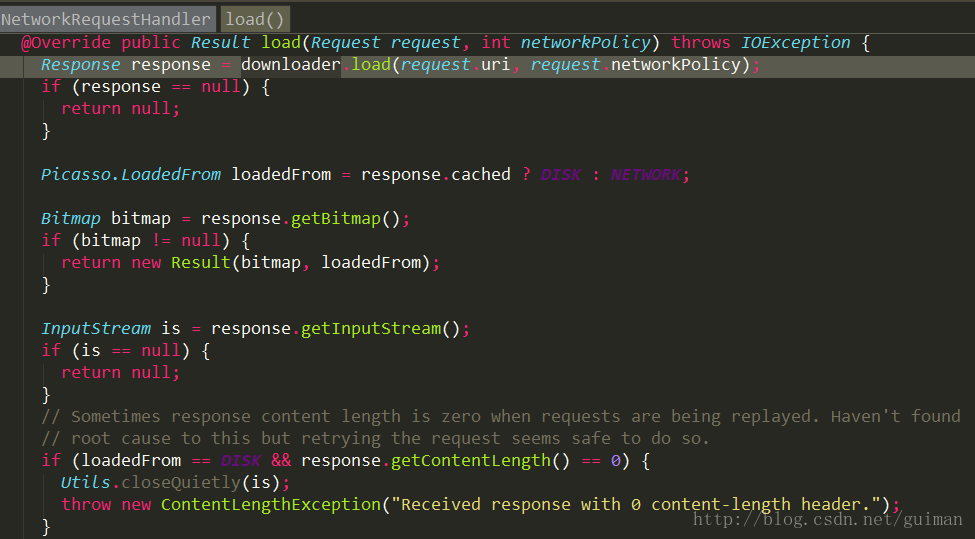 NetworkRequestHandler load()
@Override public Result load(Request request, int networkPolicy) throws IOException {
Response response = downloader.load(request.uri, request.networkPolicy);
if (response == null) {
return null;
}
Picasso.LoadedFrom loadedFrom = response.cached ? DISK : NETWORK;
Bitmap bitmap = response.getBitmap();
if (bitmap != null) {
return new Result(bitmap, loadedFrom);
}
InputStream is = response.getInputStream();
if (is == null) {
return null;
}
// Sometimes response content length is zero when requests are being replayed. Haven't found
// root cause to this but retrying the request seems safe to do so.
if (loadedFrom == DISK && response.getContentLength() == 0) {
Utils.closeQuietly(is);
throw new ContentLengthException("Received response with 0 content-length header.");
http://blog.csdn.net/guiman
}